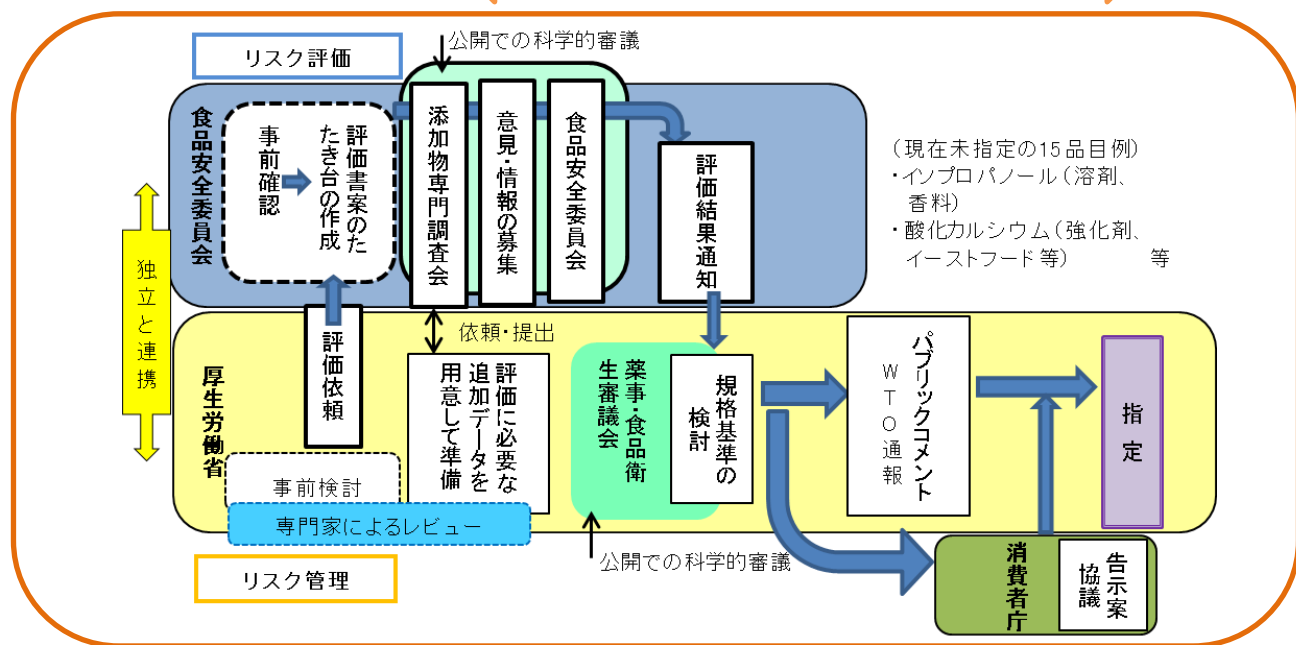 リスク評価
公開での科学的審議
食品安全委員会
事前確認
評価書案のた
たき台の作成
添加物専門調査会
意見・情報の募集
食品安全委員会
評価結果通知
(現在未指定の15品目例)
・イソプロパノール(溶剤、
香料)
・酸化カルシウム(強化剤、
イーストフード等) 等
独立と連携
厚生労働省
評価依頼
依頼・提出
評価に必要な
追加データを
用意して準備
薬事・食品衛
生審議会
規格基準の
検討
パブリックコメント
WTO通報
指定
事前検討
専門家によるレビュー
リスク管理
公開での科学的審議
消費者庁
告示案
協議